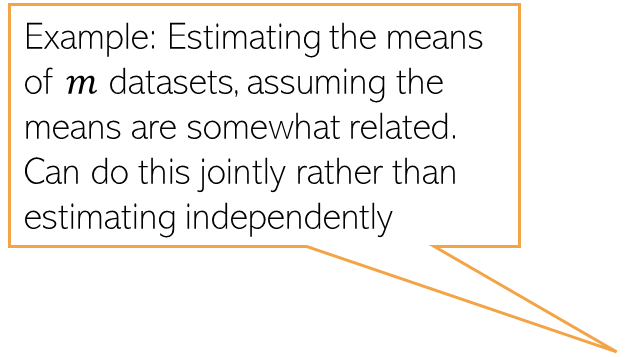 Example: Estimating the means
of m datasets, assuming the
means are somewhat related.
Can do this jointly rather than
estimating independently